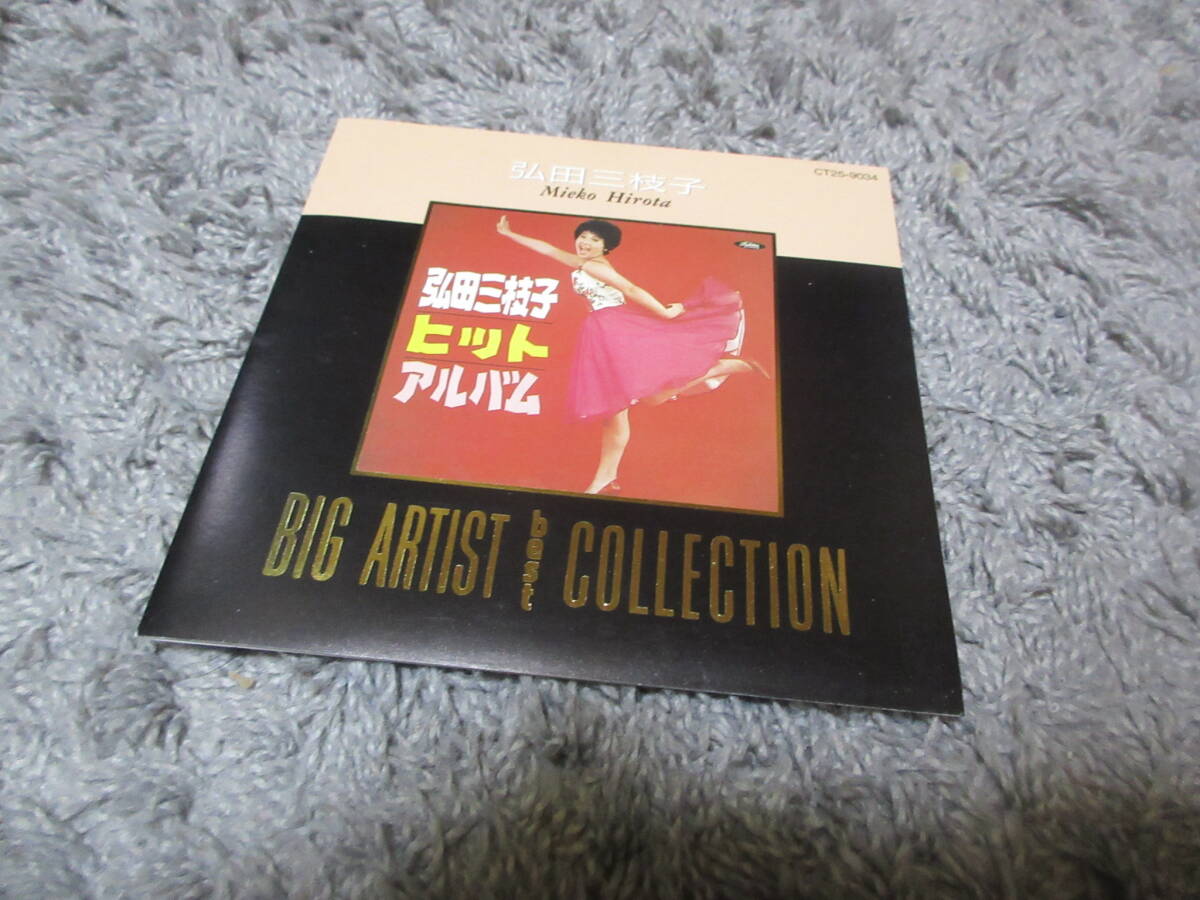 弘田三枝子
CT25-9034
Mieko Hirota
弘田三枝子
ヒット
アルバム
BIG ARTIST best COLLECTION